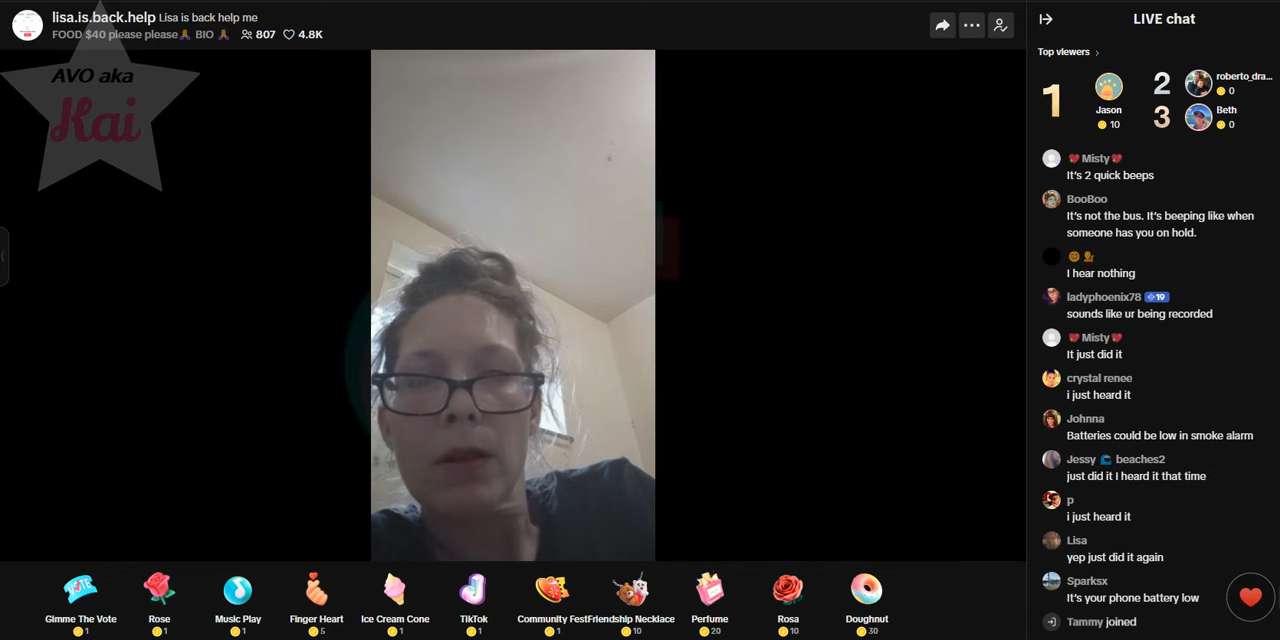 lisa.is.back.help Lisa is back help me
FOOD $40 please please🙏🏾 BIO 🙏🏾 807 4.8K
AVO aka
Kai
LIVE chat
Top viewers >
1 Jason 10
2 roberto_dra... 0
3 Beth 0
💖Misty💖
It's 2 quick beeps
BooBoo
It's not the bus. It's beeping like when
someone has you on hold.
I hear nothing
ladyphoenix78 19
sounds like ur being recorded
💖Misty💖
It just did it
crystal renee
i just heard it
Johnna
Batteries could be low in smoke alarm
Jessy 🌊 beaches2
just did it I heard it that time
p
i just heard it
Lisa
yep just did it again
Sparksx
It's your phone battery low
Tammy joined
VOTE
Gimme The Vote Rose Music Play Finger Heart Ice Cream Cone TikTok Community Fest Friendship Necklace Perfume Rosa Doughnut
1 1 1 5 1 1 1 10 20 10 30